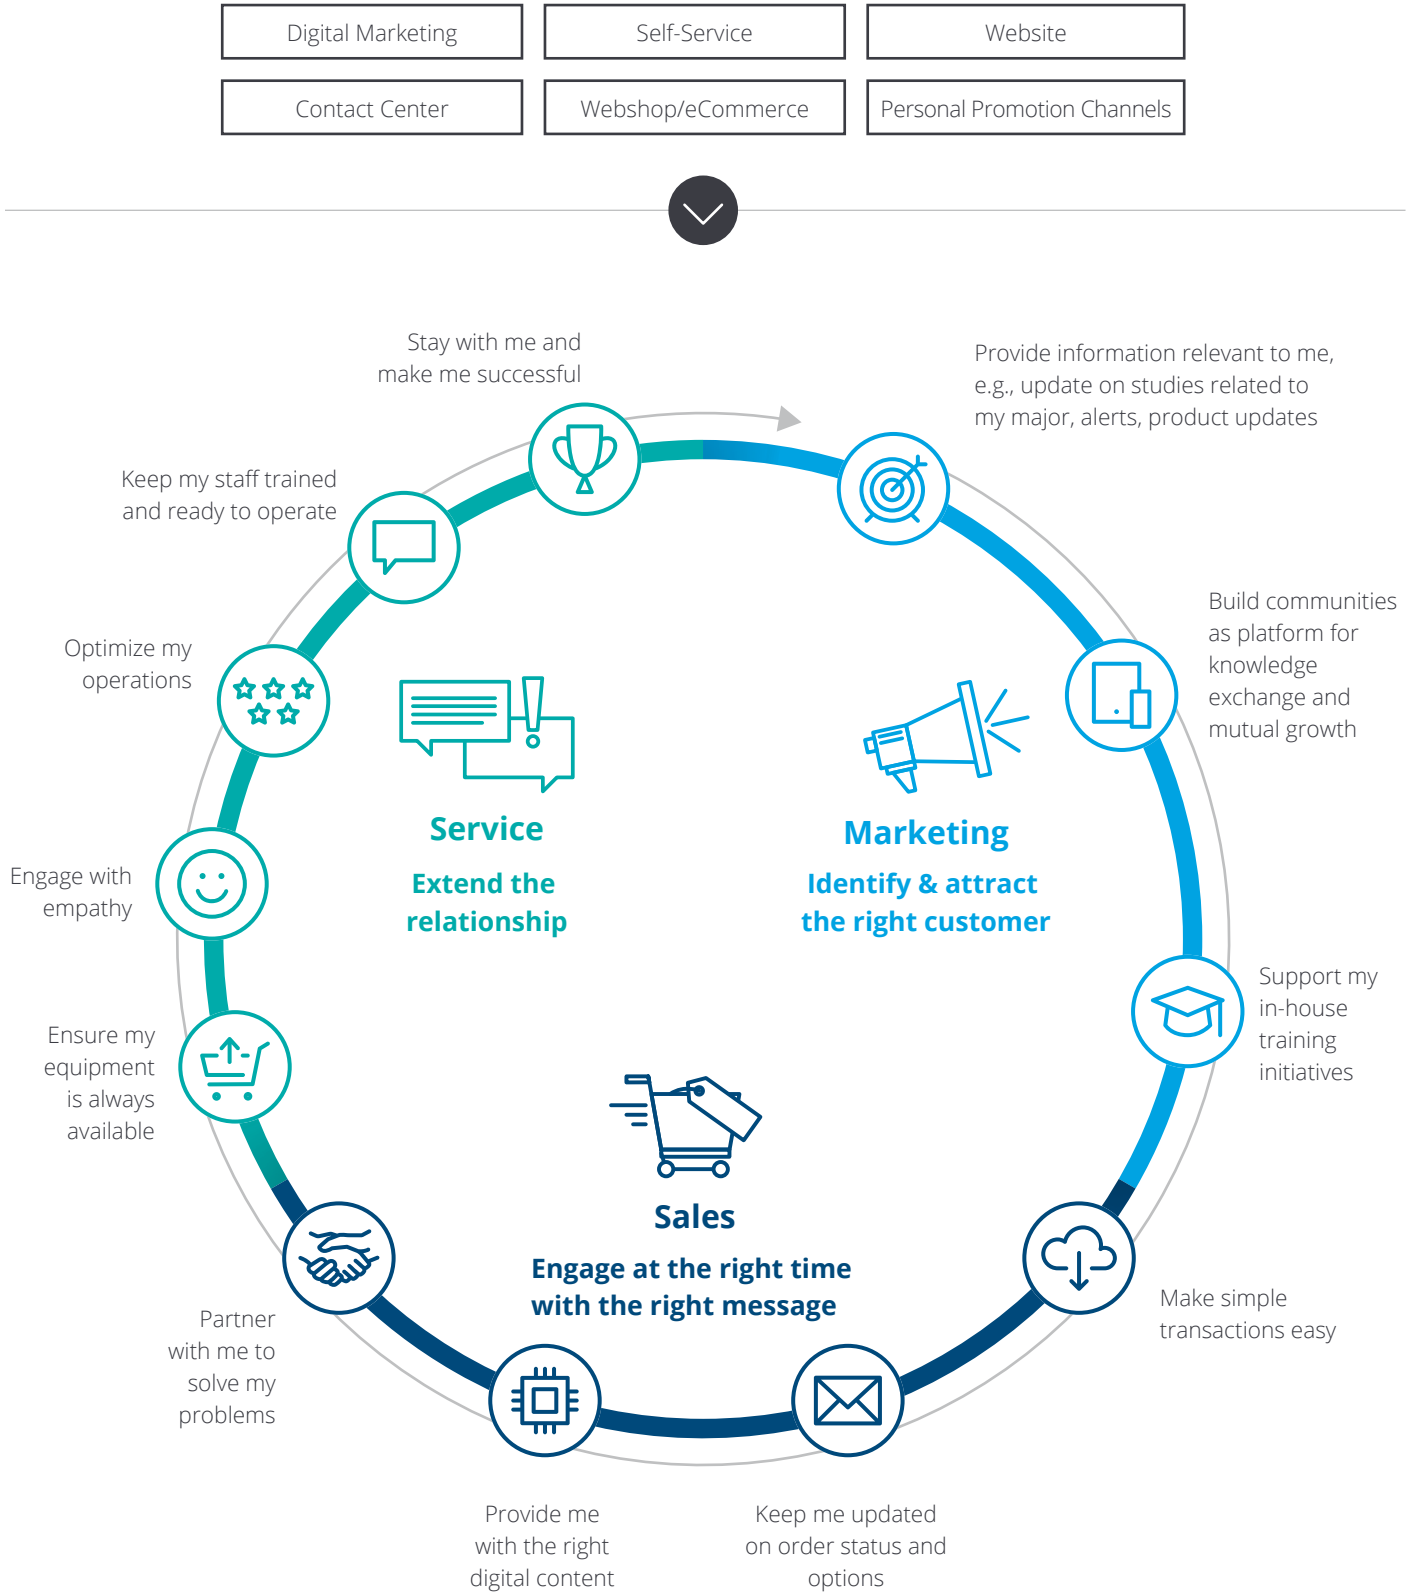 Digital Marketing
Self-Service
Website
Contact Center
Webshop/eCommerce
Personal Promotion Channels
Stay with me and
make me successful
Provide information relevant to me,
e.g., update on studies related to
my major, alerts, product updates
Keep my staff trained
and ready to operate
Build communities
as platform for
knowledge
exchange and
mutual growth
Optimize my
operations
Service
Extend the
relationship
Marketing
Identify & attract
the right customer
Engage with
empathy
Support my
in-house
training
initiatives
Ensure my
equipment
is always
available
Sales
Engage at the right time
with the right message
Make simple
transactions easy
Partner
with me to
solve my
problems
Provide me
with the right
digital content
Keep me updated
on order status and
options